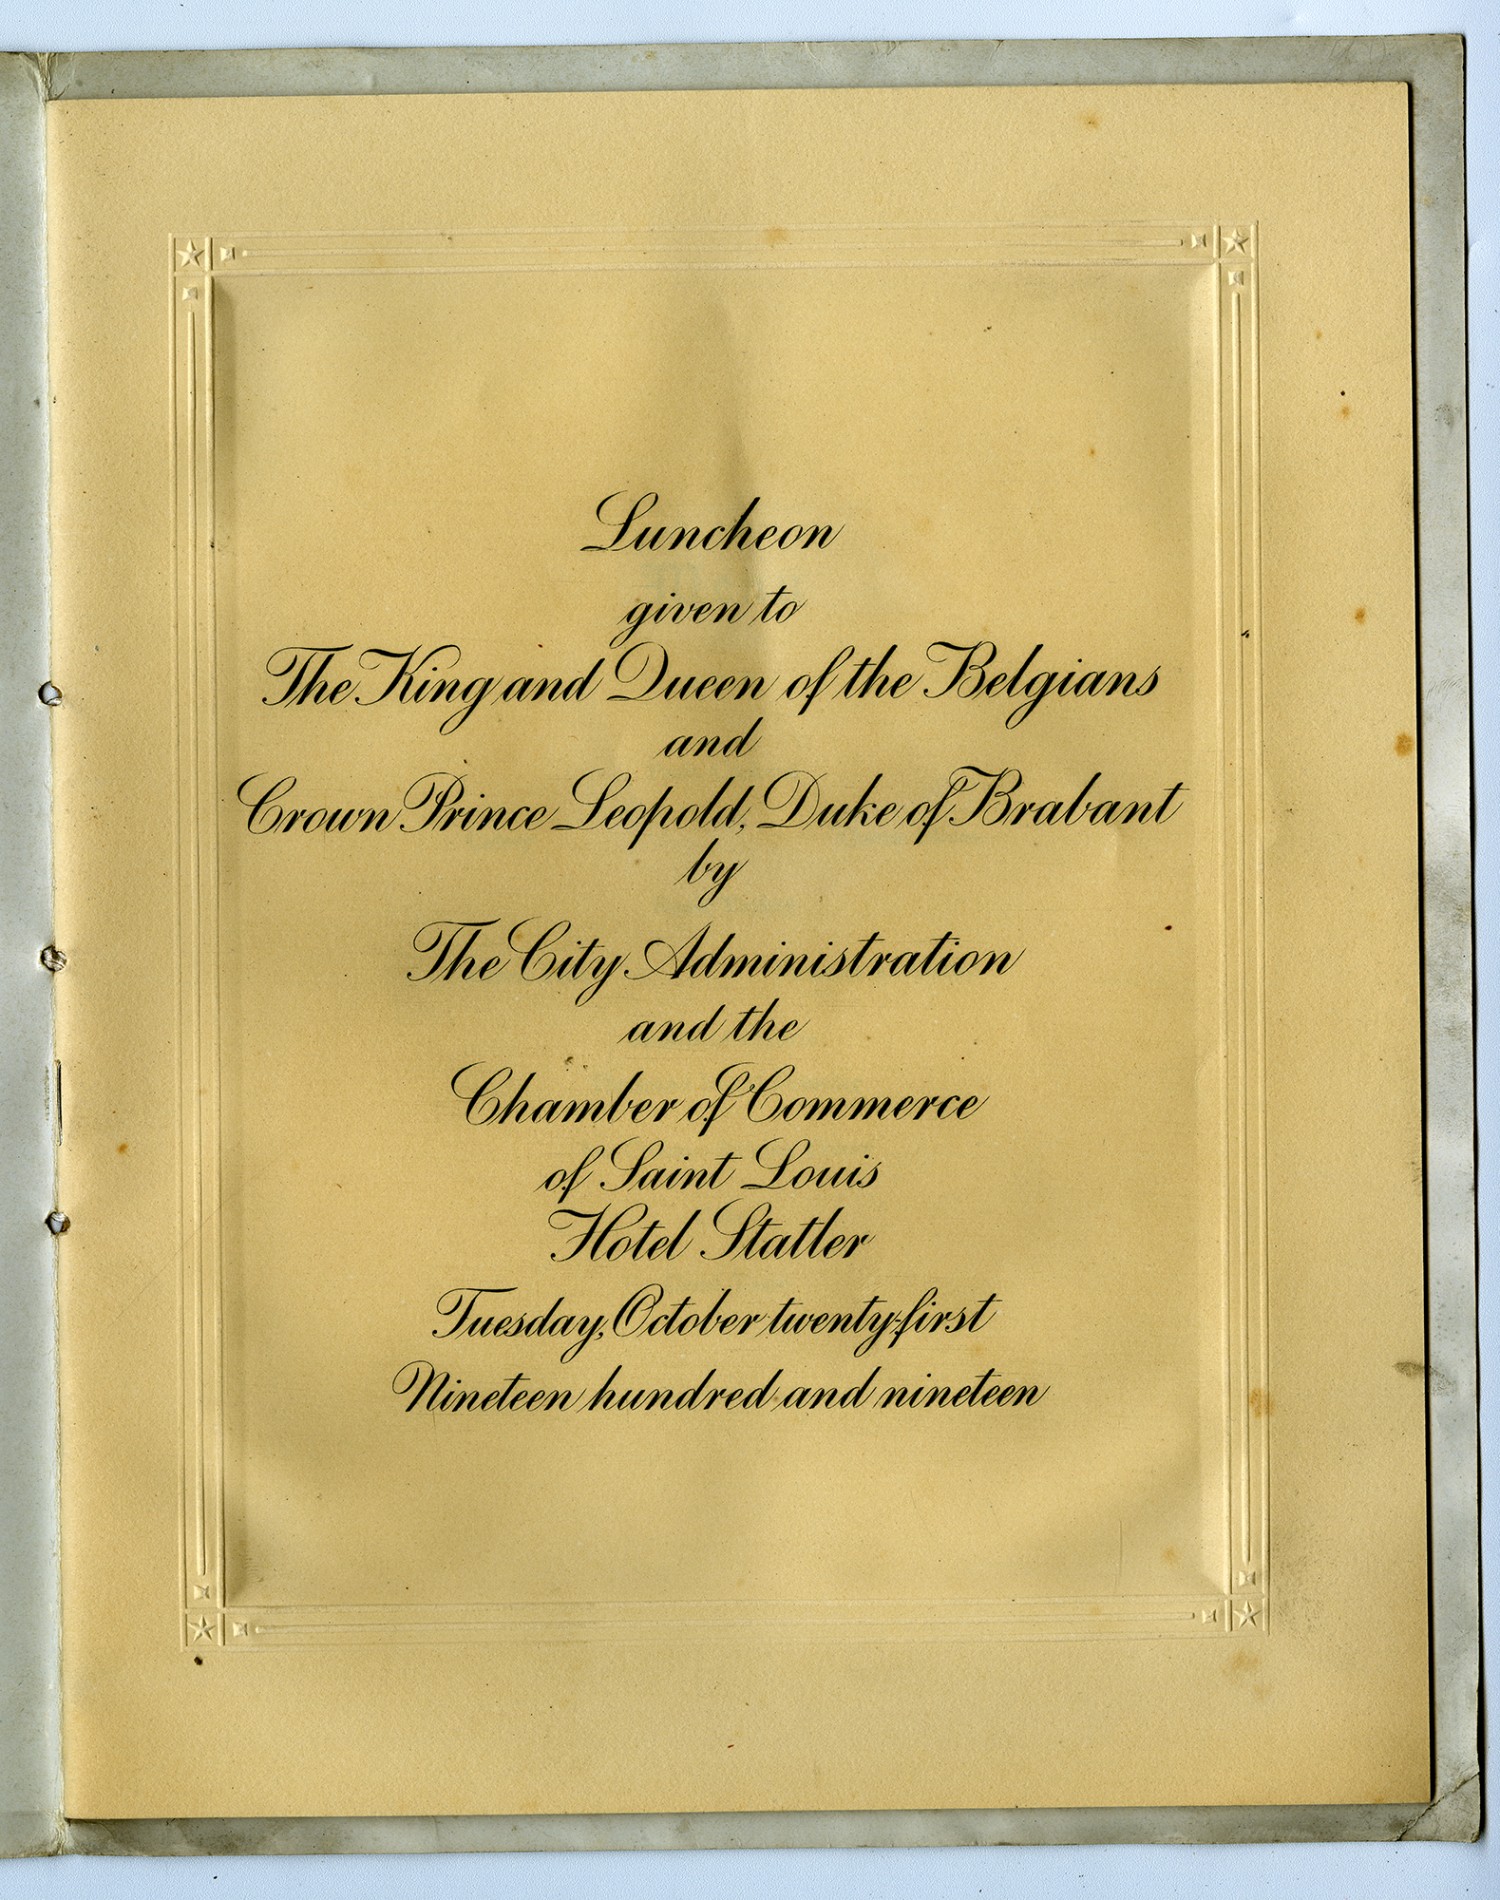 Luncheon
given to
The King and Queen of the Belgians
and
Crown Prince Leopold, Duke of Brabant
by
The City Administration
and the
Chamber of Commerce
of Saint Louis
Hotel Statler
Tuesday, October twenty-first
Nineteen hundred and nineteen